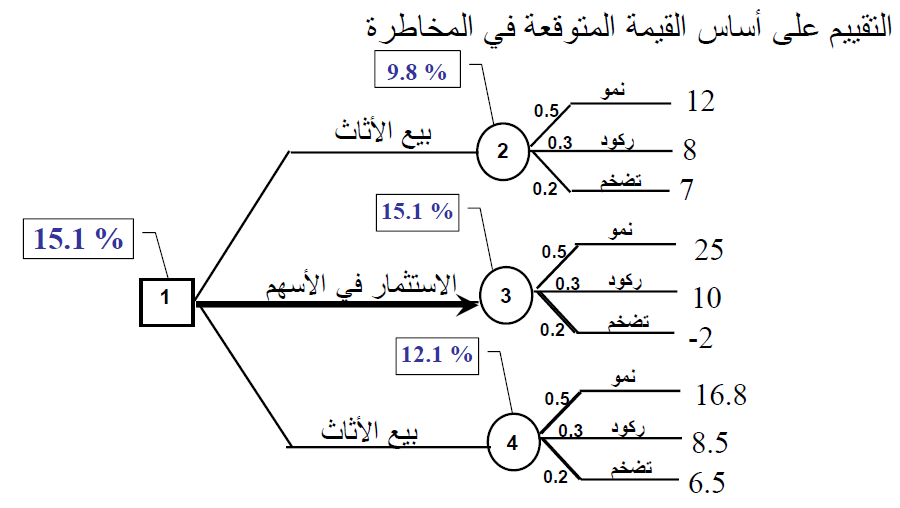 التقييم على أساس القيمة المتوقعة في المخاطرة
9.8 %
بيع الأثاث
2
0.5
نمو
12
0.3
ركود
8
0.2
تضخم
7
15.1 %
1
15.1 %
الاستثمار في الأسهم
3
0.5
نمو
25
0.3
ركود
10
0.2
تضخم
-2
12.1 %
بيع الأثاث
4
0.5
نمو
16.8
0.3
ركود
8.5
0.2
تضخم
6.5